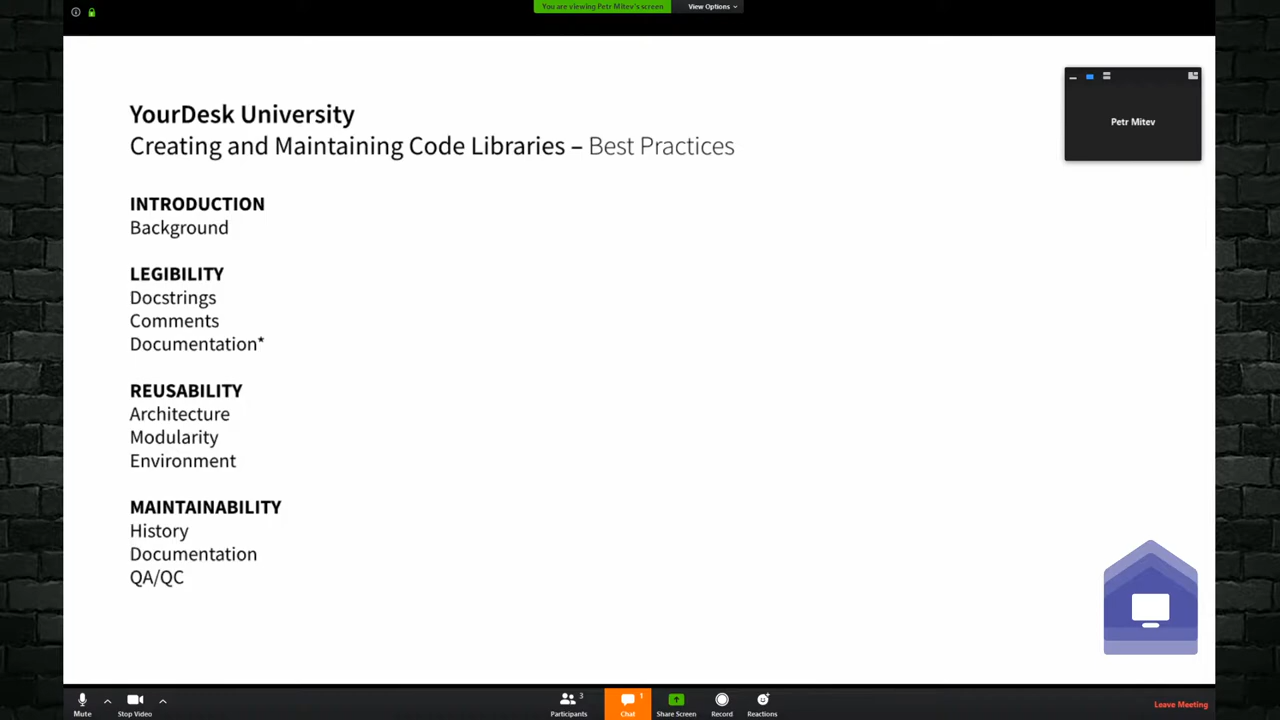 You are viewing Petr Mitev's screen
View Options
YourDesk University
Creating and Maintaining Code Libraries – Best Practices
Petr Mitev
INTRODUCTION
Background
LEGIBILITY
Docstrings
Comments
Documentation*
REUSABILITY
Architecture
Modularity
Environment
MAINTAINABILITY
History
Documentation
QA/QC
Mute
Stop Video
Participants
3
Chat
1
Share Screen
Record
Reactions
Leave Meeting